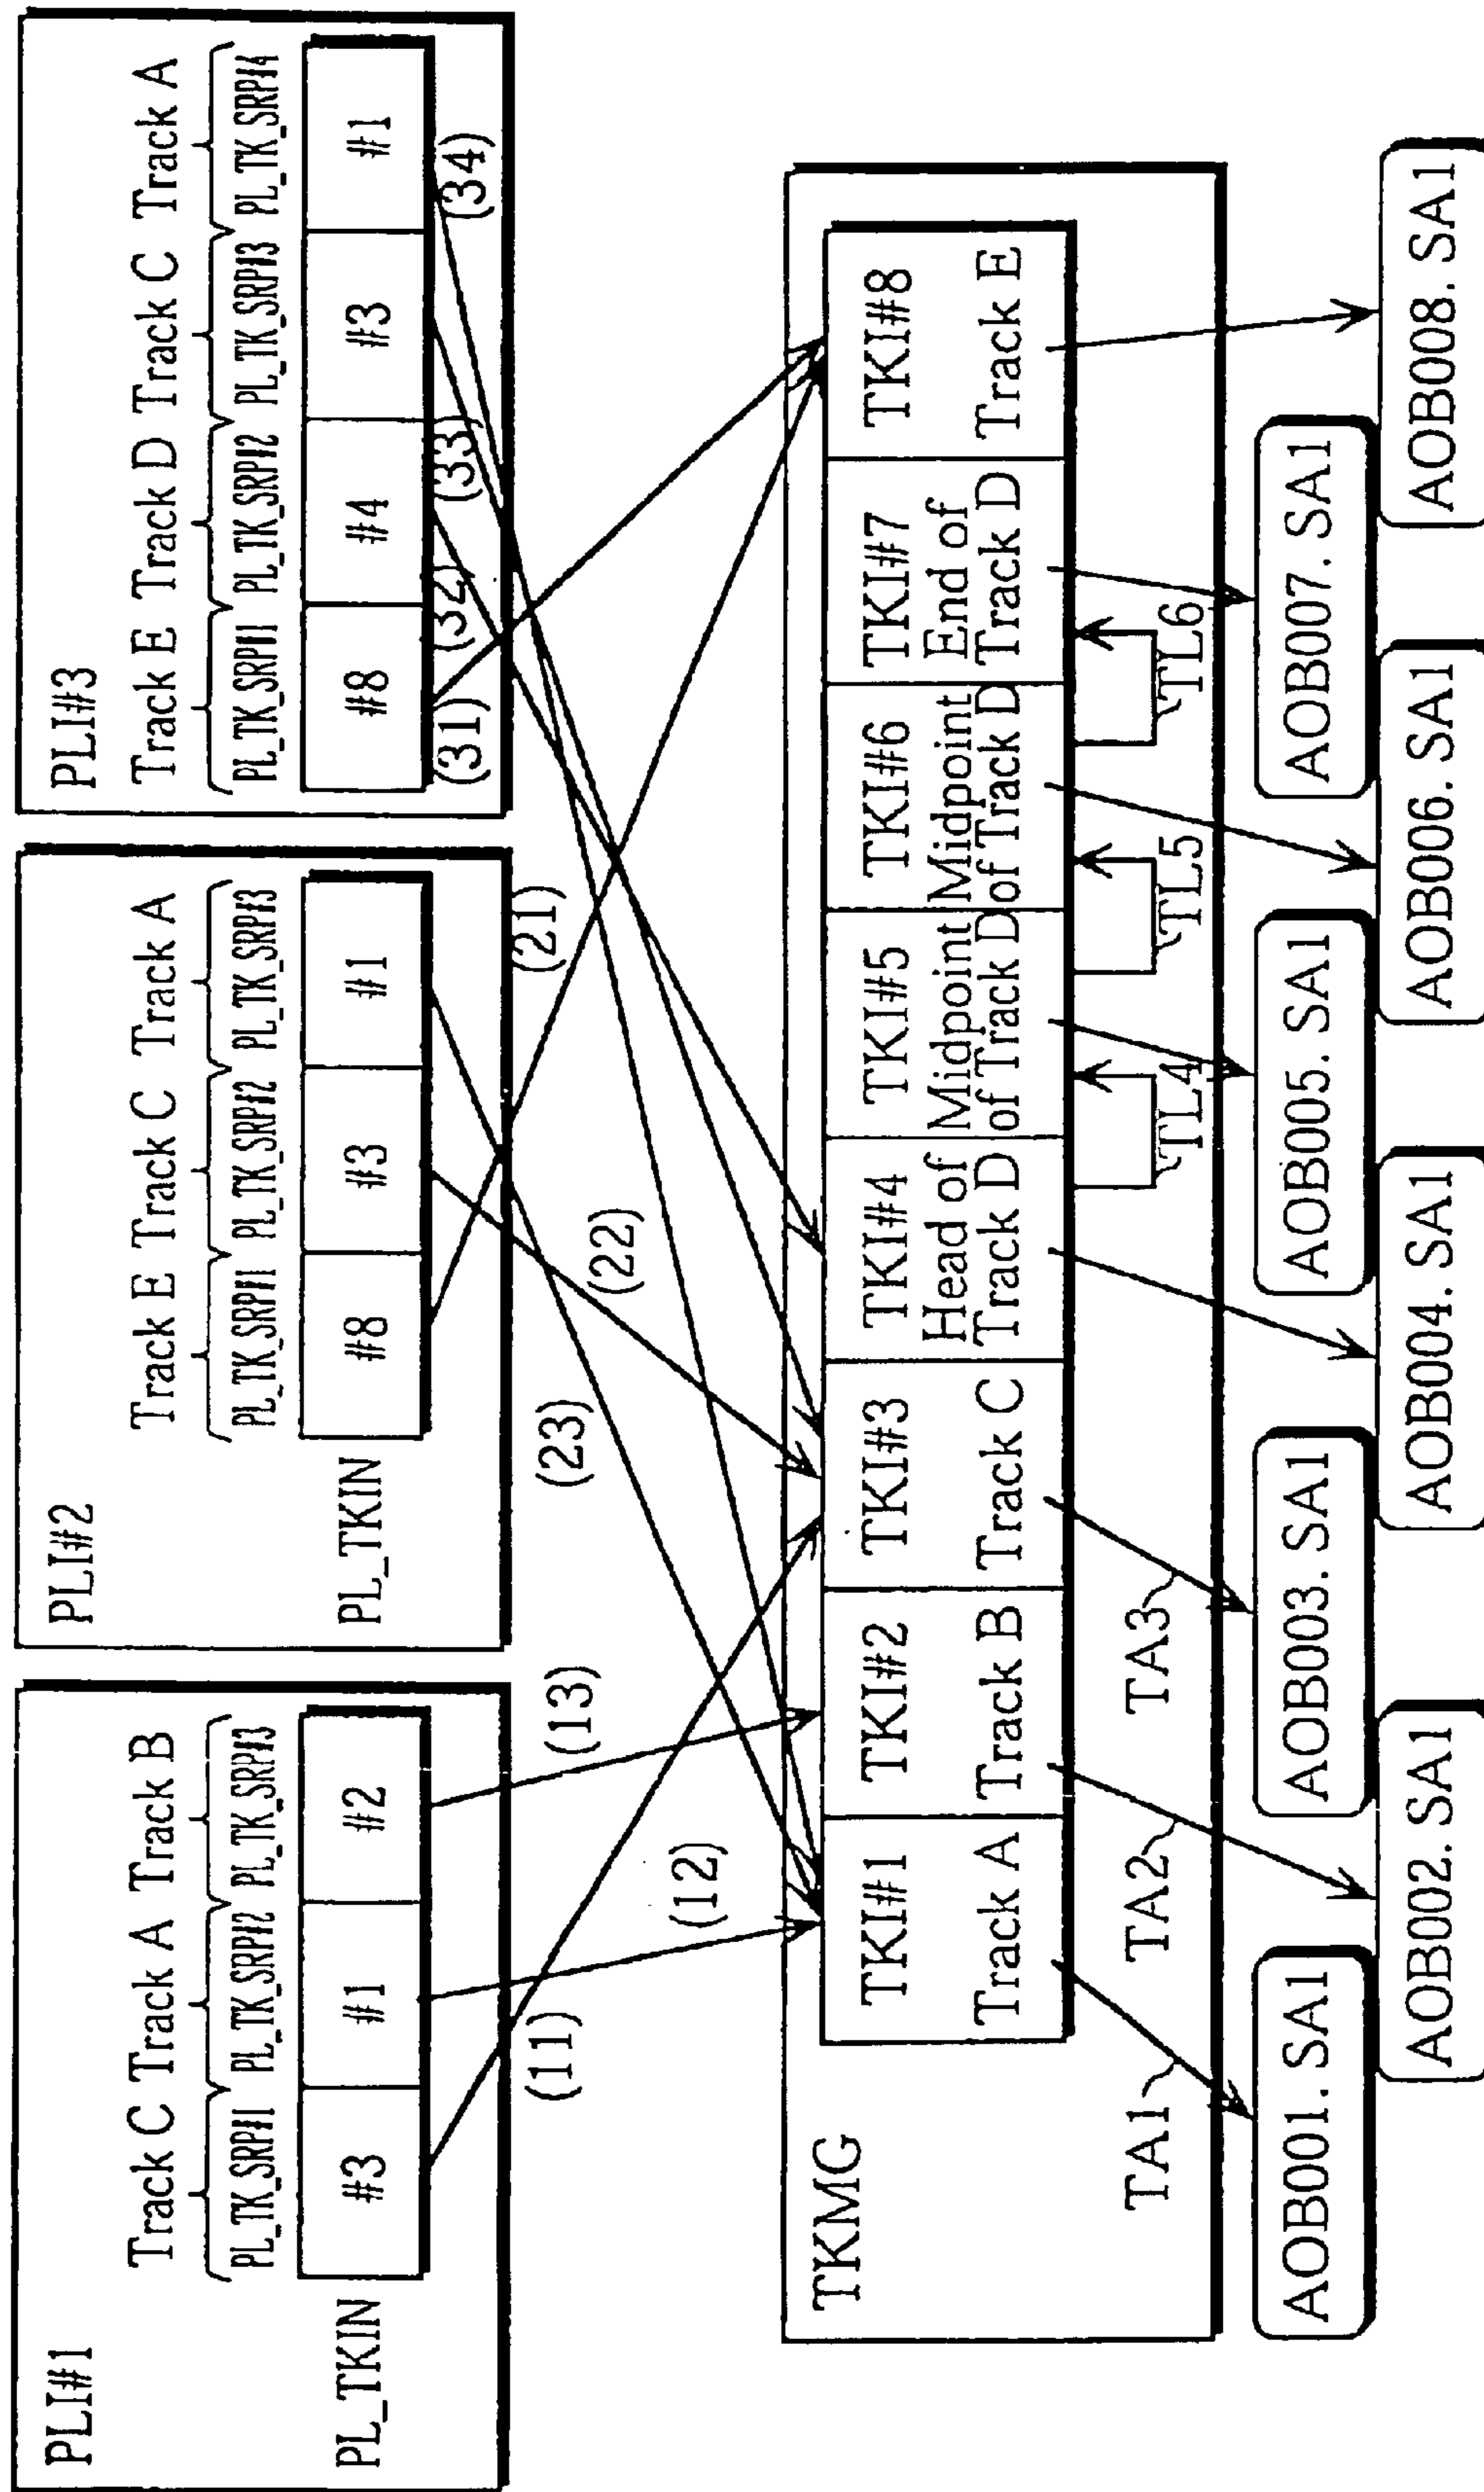 PLI#1
Track C Track A Track B
PL_TK_SRP#1 PL_TK_SRP#2 PL_TK_SRP#3
PL_TKIN
#3 #1 #2
PLI#2
Track E Track C Track A
PL_TK_SRP#1 PL_TK_SRP#2 PL_TK_SRP#3
PL_TKIN
#8 #3 #1
PLI#3
Track E Track D Track C Track A
PL_TK_SRP#1 PL_TK_SRP#2 PL_TK_SRP#3 PL_TK_SRP#4
#8 #4 #3 #1
(11) (12) (13) (23) (22) (21) (31) (32) (33) (34)
TKMG
TKI#1
Track A
TKI#2
Track B
TKI#3
Track C
TKI#4
Head of
Track D
TKI#5
Midpoint
of Track D
TKI#6
Midpoint
of Track D
TKI#7
End of
Track D
TKI#8
Track E
TA1 TA2 TA3 TL4 TL5 TL6
AOB001. SA1 AOB003. SA1 AOB005. SA1 AOB007. SA1
AOB002. SA1 AOB004. SA1 AOB006. SA1 AOB008. SA1